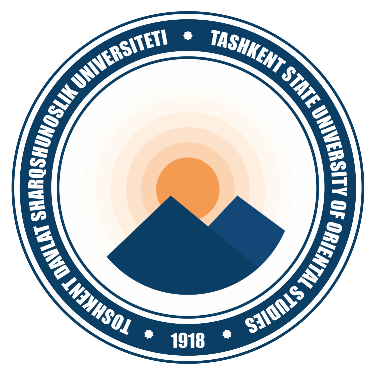 TOSHKENT DAVLAT SHARQSHUNOSLIK UNIVERSITETI
TASHKENT STATE UNIVERSITY OF ORIENTAL STUDIES
1918